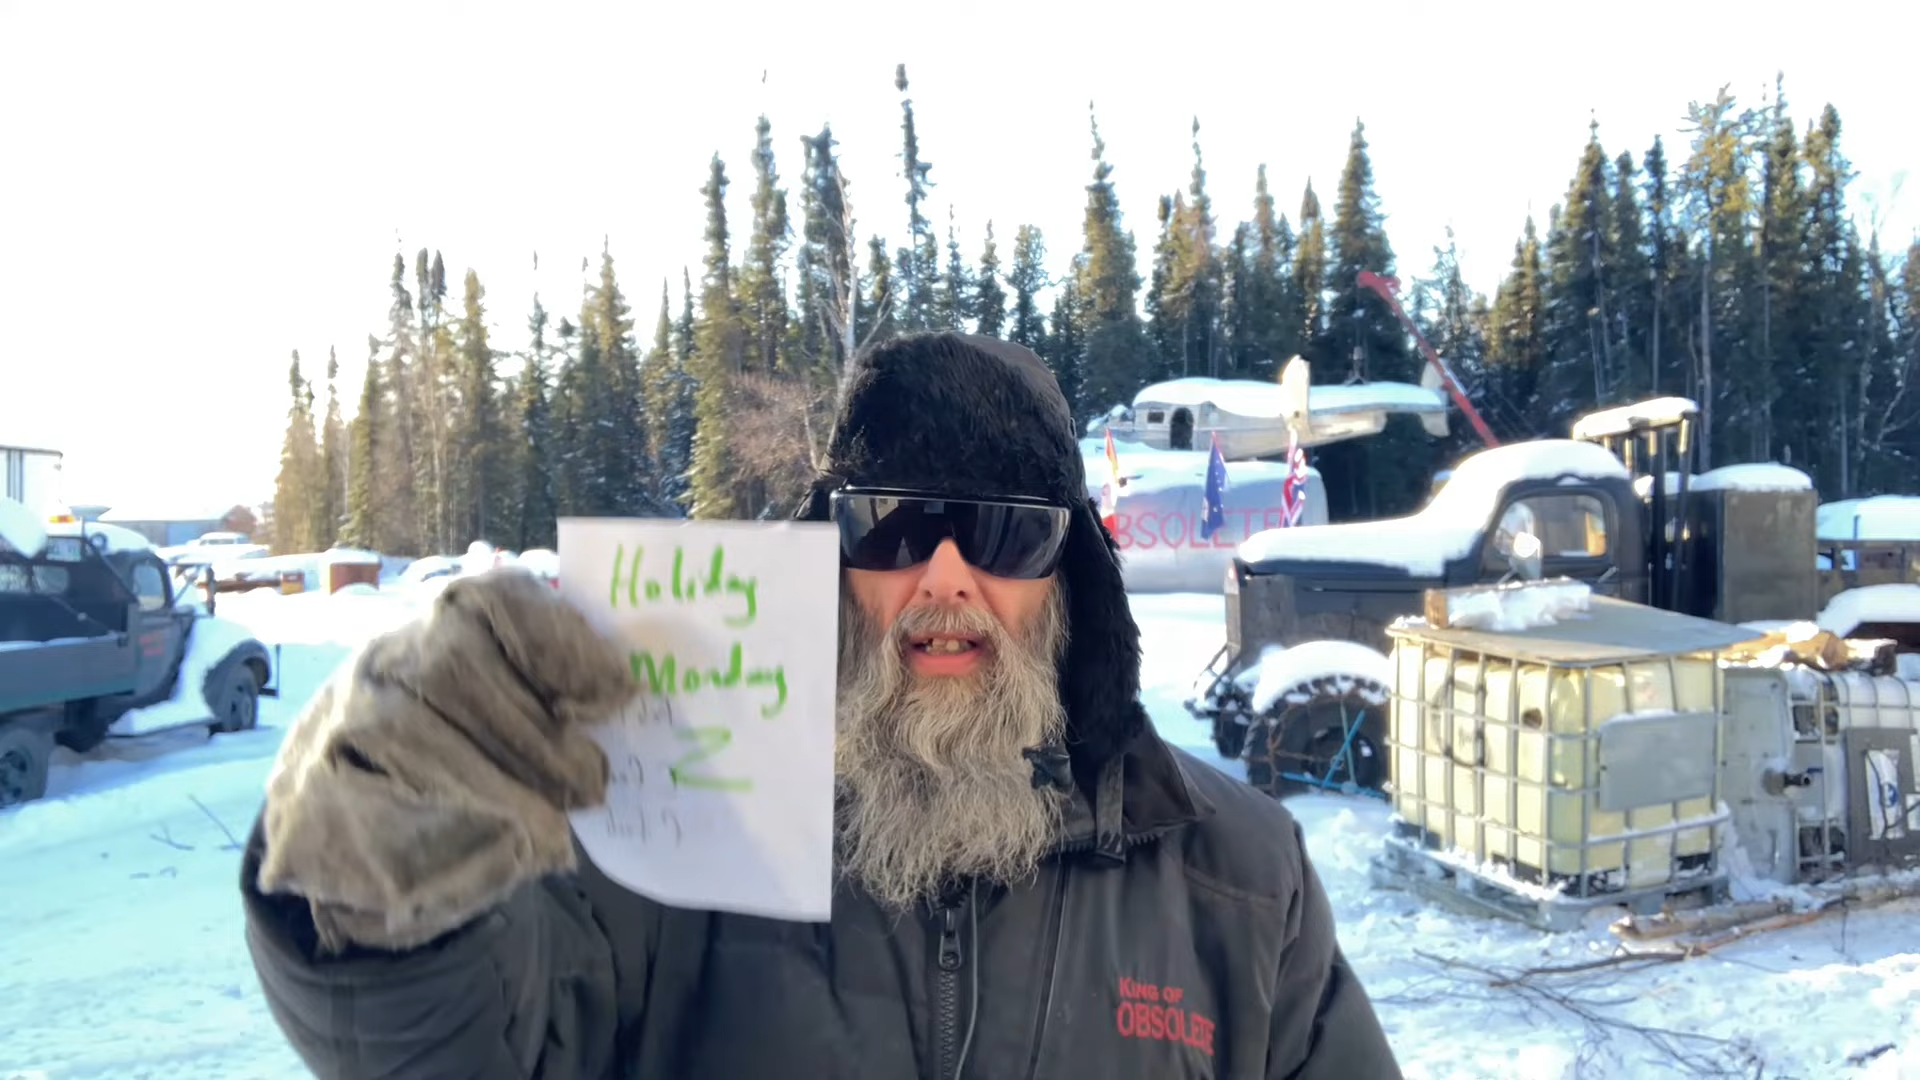 Holiday
Monday
2
OBSOLETE
KING OF
OBSOLETE